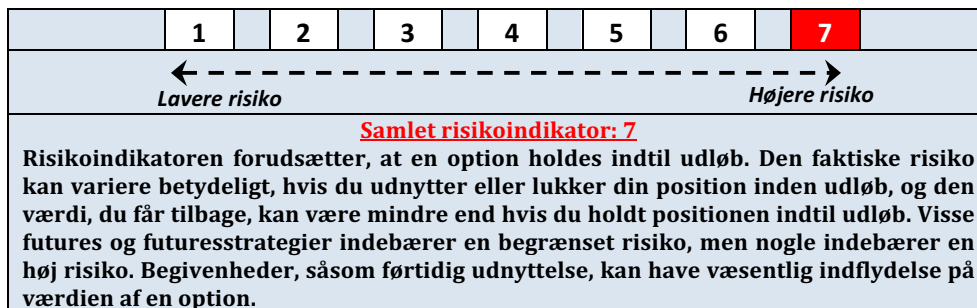 1 2 3 4 5 6 7
Lavere risiko Højere risiko
Samlet risikoindikator: 7
Risikoindikatoren forudsætter, at en option holdes indtil udløb. Den faktiske risiko
kan variere betydeligt, hvis du udnytter eller lukker din position inden udløb, og den
værdi, du får tilbage, kan være mindre end hvis du holdt positionen indtil udløb. Visse
futures og futuresstrategier indebærer en begrænset risiko, men nogle indebærer en
høj risiko. Begivenheder, såsom førtidig udnyttelse, kan have væsentlig indflydelse på
værdien af en option.